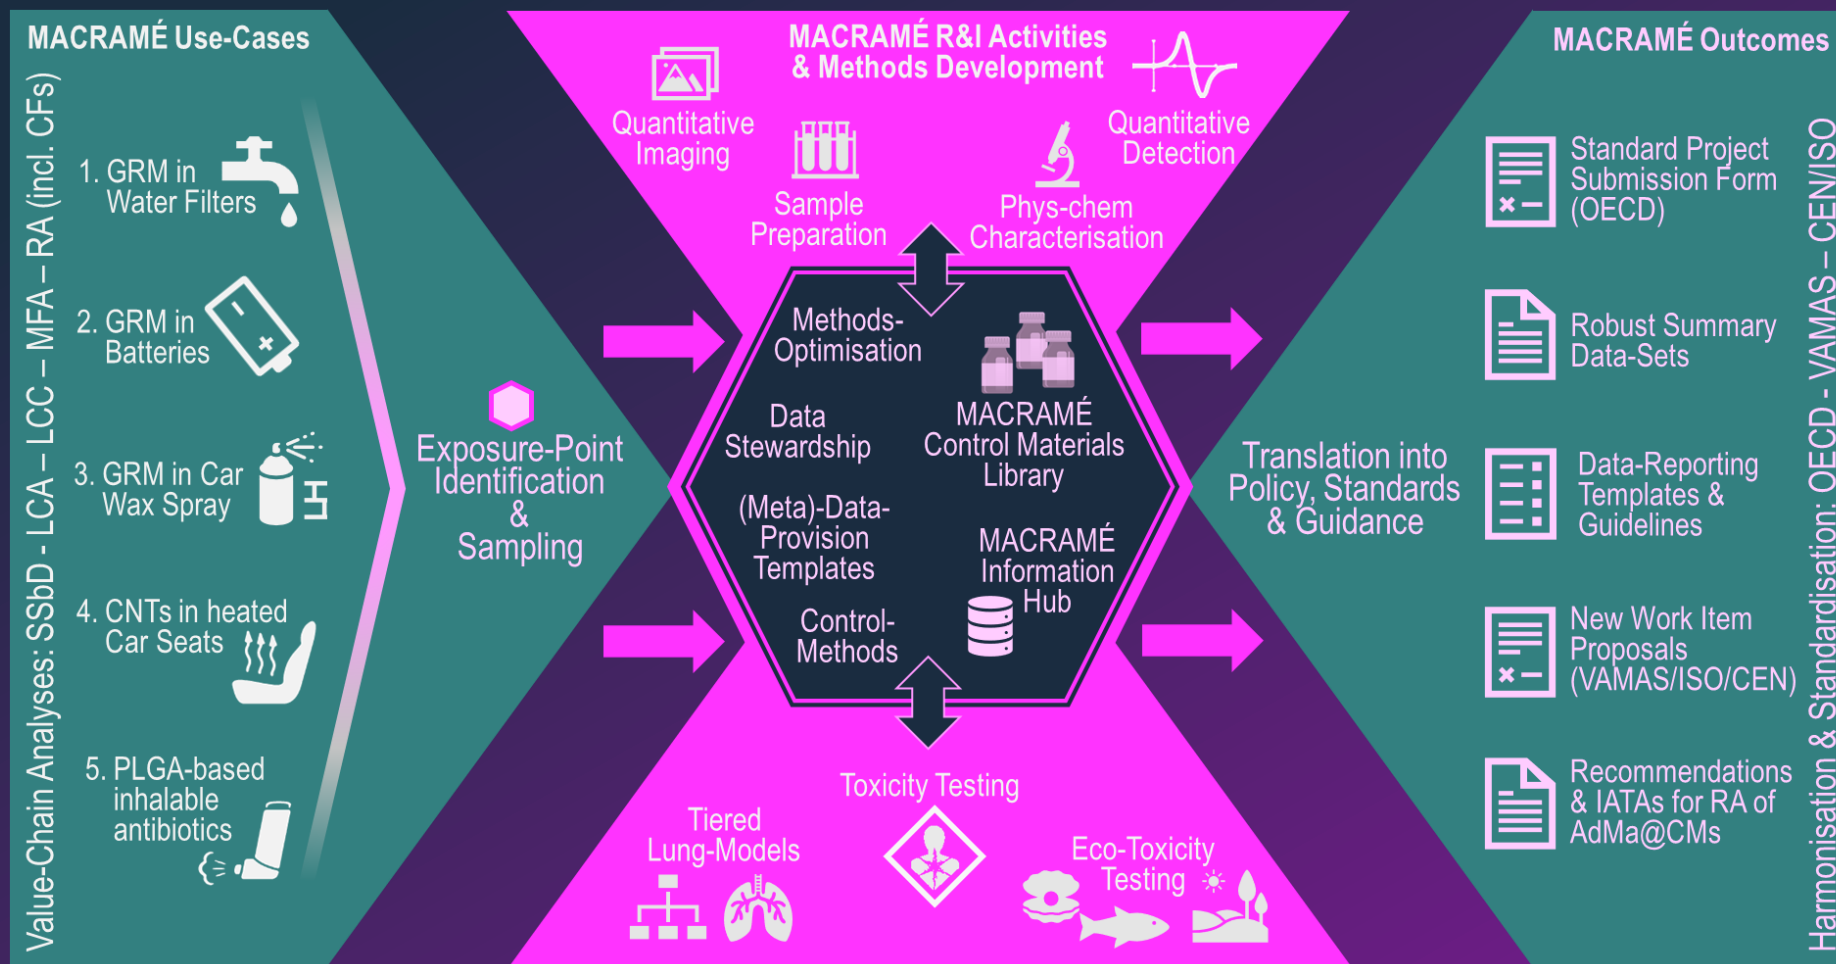 MACRAMÉ Use-Cases
Value-Chain Analyses: SSbD - LCA – LCC – MFA – RA (incl. CFs)
1. GRM in
Water Filters
2. GRM in
Batteries
3. GRM in Car
Wax Spray
4. CNTs in heated
Car Seats
5. PLGA-based
inhalable
antibiotics
Exposure-Point
Identification
&
Sampling
MACRAMÉ R&I Activities
& Methods Development
Quantitative
Imaging
Sample
Preparation
Phys-chem
Characterisation
Quantitative
Detection
Methods-
Optimisation
Data
Stewardship
(Meta)-Data-
Provision
Templates
Control-
Methods
MACRAMÉ
Control Materials
Library
MACRAMÉ
Information
Hub
Toxicity Testing
Tiered
Lung-Models
Eco-Toxicity
Testing
Translation into
Policy, Standards
& Guidance
MACRAMÉ Outcomes
Standard Project
Submission Form
(OECD)
Robust Summary
Data-Sets
Data-Reporting
Templates &
Guidelines
New Work Item
Proposals
(VAMAS/ISO/CEN)
Recommendations
& IATAs for RA of
AdMa@CMs
Harmonisation & Standardisation: OECD - VAMAS – CEN/ISO